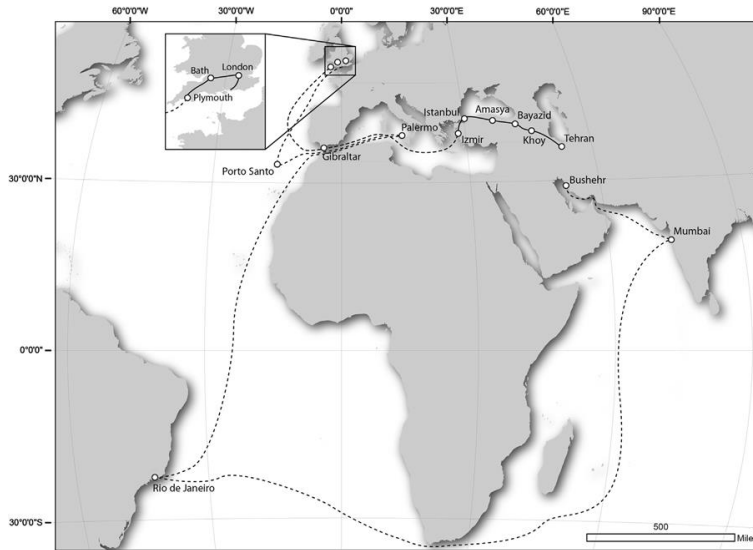 60°0'0"W
30°0'0"W
0°0'0"
30°0'0"E
60°0'0"E
90°0'0"E
Bath
London
Plymouth
Istanbul
Amasya
Bayazid
Palermo
Izmir
Khoy
Tehran
Gibraltar
Porto Santo
Bushehr
30°0'0"N
Mumbai
0°0'0"
Rio de Janeiro
30°0'0"S
500